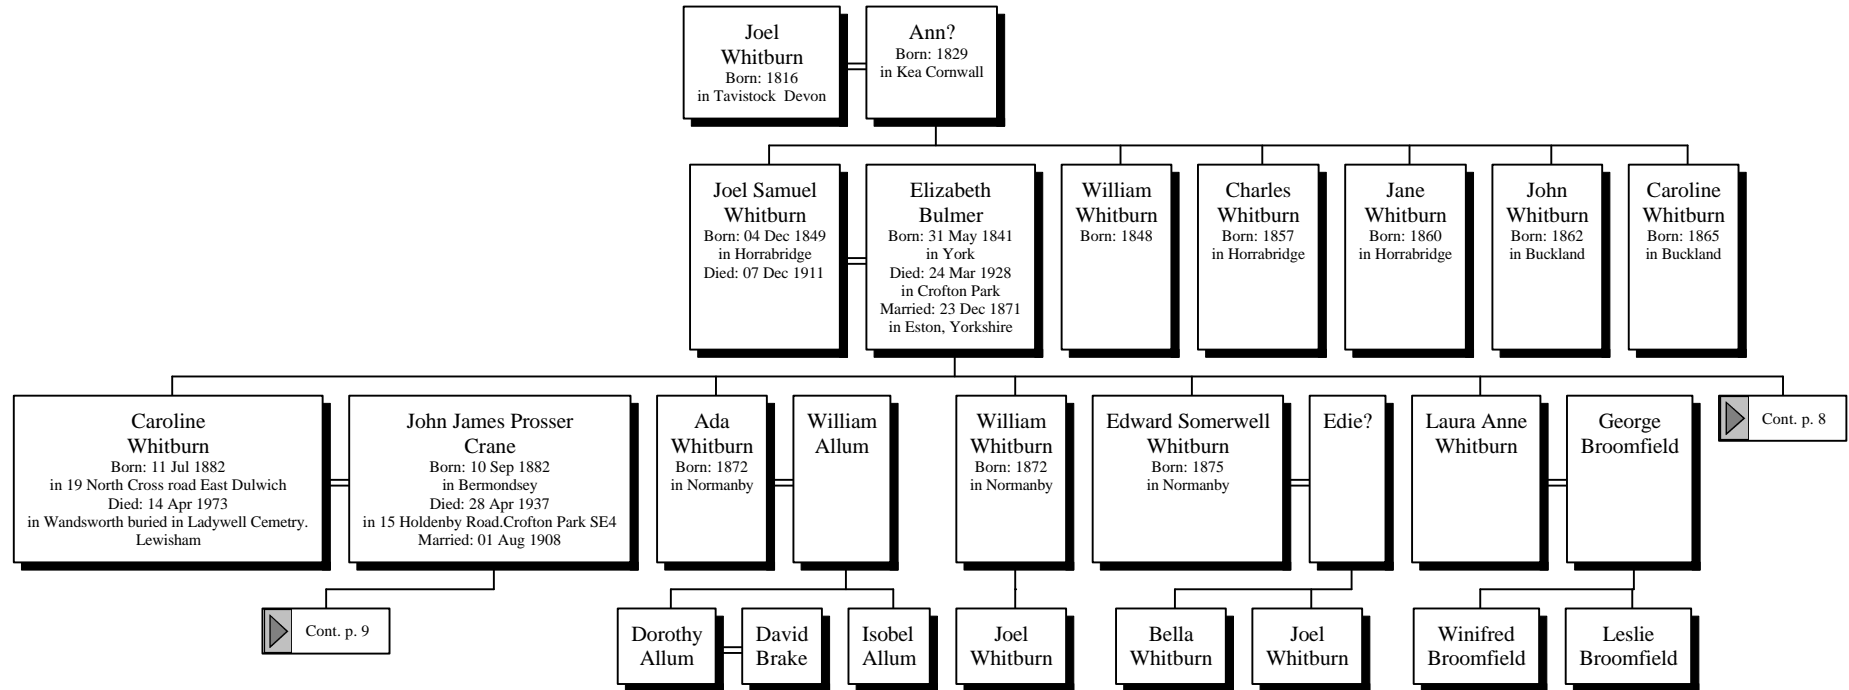 Joel
Whitburn
Born: 1816
in Tavistock  Devon
Ann?
Born: 1829
in Kea Cornwall
Joel Samuel
Whitburn
Born: 04 Dec 1849
in Horrabridge
Died: 07 Dec 1911
Elizabeth
Bulmer
Born: 31 May 1841
in York
Died: 24 Mar 1928
in Crofton Park
Married: 23 Dec 1871
in Eston, Yorkshire
William
Whitburn
Born: 1848
Charles
Whitburn
Born: 1857
in Horrabridge
Jane
Whitburn
Born: 1860
in Horrabridge
John
Whitburn
Born: 1862
in Buckland
Caroline
Whitburn
Born: 1865
in Buckland
Caroline
Whitburn
Born: 11 Jul 1882
in 19 North Cross road East Dulwich
Died: 14 Apr 1973
in Wandsworth buried in Ladywell Cemetry.
Lewisham
John James Prosser
Crane
Born: 10 Sep 1882
in Bermondsey
Died: 28 Apr 1937
in 15 Holdenby Road.Crofton Park SE4
Married: 01 Aug 1908
Ada
Whitburn
Born: 1872
in Normanby
William
Allum
William
Whitburn
Born: 1872
in Normanby
Edward Somerwell
Whitburn
Born: 1875
in Normanby
Edie?
Laura Anne
Whitburn
George
Broomfield
Cont. p. 8
Cont. p. 9
Dorothy
Allum
David
Brake
Isobel
Allum
Joel
Whitburn
Bella
Whitburn
Joel
Whitburn
Winifred
Broomfield
Leslie
Broomfield